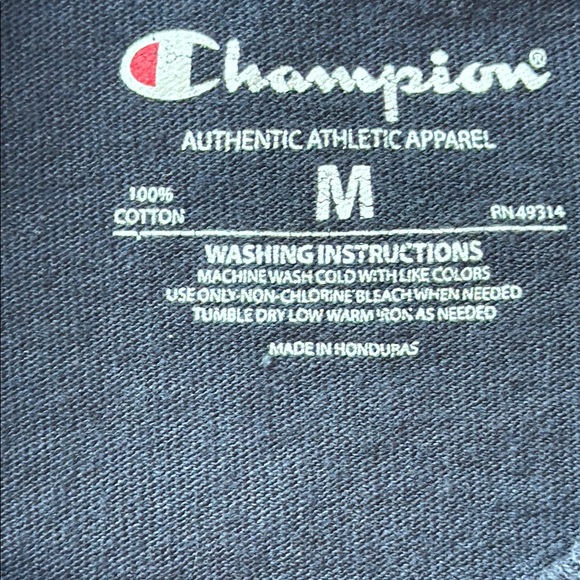 Champion®
AUTHENTIC ATHLETIC APPAREL
M
100%
COTTON
RN 49314
WASHING INSTRUCTIONS
MACHINE WASH COLD WITH LIKE COLORS
USE ONLY-NON-CHLORINE BLEACH WHEN NEEDED
TUMBLE DRY LOW WARM IRON AS NEEDED
MADE IN HONDURAS